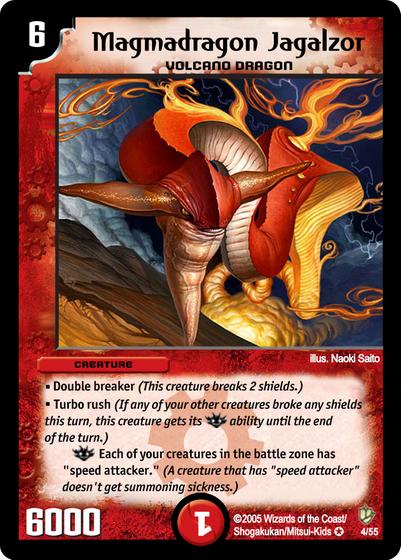 6
Magmadragon Jagalzor
VOLCANO DRAGON
illus. Naoki Saito
CREATURE
▪ Double breaker (This creature breaks 2 shields.)
▪ Turbo rush (If any of your other creatures broke any shields
this turn, this creature gets its ability until the end
of the turn.)
Each of your creatures in the battle zone has
"speed attacker." (A creature that has "speed attacker"
doesn't get summoning sickness.)
6000
1
©2005 Wizards of the Coast/
Shogakukan/Mitsui-Kids ✪
4/55